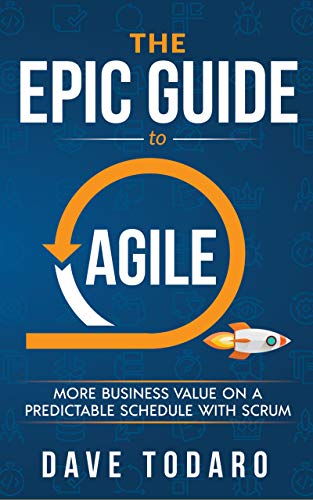 THE
EPIC GUIDE
to
AGILE
MORE BUSINESS VALUE ON A
PREDICTABLE SCHEDULE WITH SCRUM
DAVE TODARO